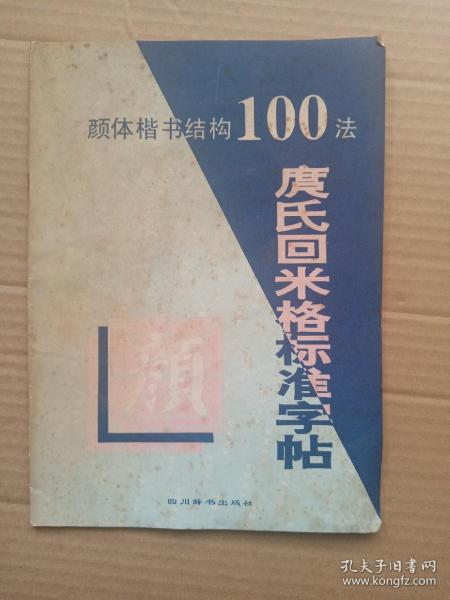 颜体楷书结构100法
庹氏回米格标准字帖
颜
四川辞书出版社
孔夫子旧书网
www.kongfz.com